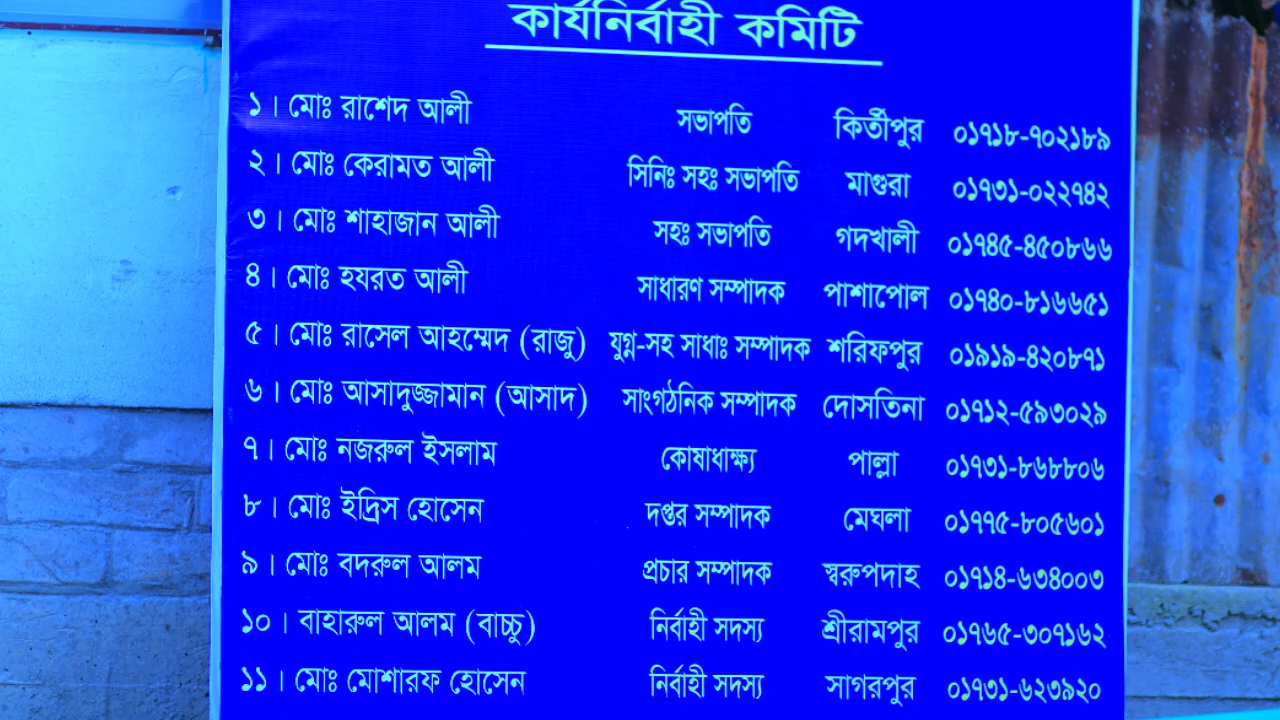 কার্যনির্বাহী কমিটি
১। মোঃ রাশেদ আলী সভাপতি কির্তীপুর ০১৭১৮-৭০২১৮৯
২। মোঃ কেরামত আলী সিনিঃ সহঃ সভাপতি মাগুরা ০১৭৩১-০২২৭৪২
৩। মোঃ শাহাজান আলী সহঃ সভাপতি গদখালী ০১৭৪৫-৪৫০৮৬৬
৪। মোঃ হযরত আলী সাধারণ সম্পাদক পাশাপোল ০১৭৪০-৮১৬৬৫১
৫। মোঃ রাসেল আহম্মেদ (রাজু) যুগ্ন-সহ সাধাঃ সম্পাদক শরিফপুর ০১৯১৯-৪২০৮৭১
৬। মোঃ আসাদুজ্জামান (আসাদ) সাংগঠনিক সম্পাদক দোসতিনা ০১৭১২-৫৯৩০২৯
৭। মোঃ নজরুল ইসলাম কোষাধাক্ষ্য পাল্লা ০১৭৩১-৮৬৮৮০৬
৮। মোঃ ইদ্রিস হোসেন দপ্তর সম্পাদক মেঘলা ০১৭৭৫-৮০৫৬০১
৯। মোঃ বদরুল আলম প্রচার সম্পাদক স্বরুপদাহ ০১৭১৪-৬৩৪০০৩
১০। বাহারুল আলম (বাচ্চু) নির্বাহী সদস্য শ্রীরামপুর ০১৭৬৫-৩০৭১৬২
১১। মোঃ মোশারফ হোসেন নির্বাহী সদস্য সাগরপুর ০১৭৩১-৬২৩৯২০